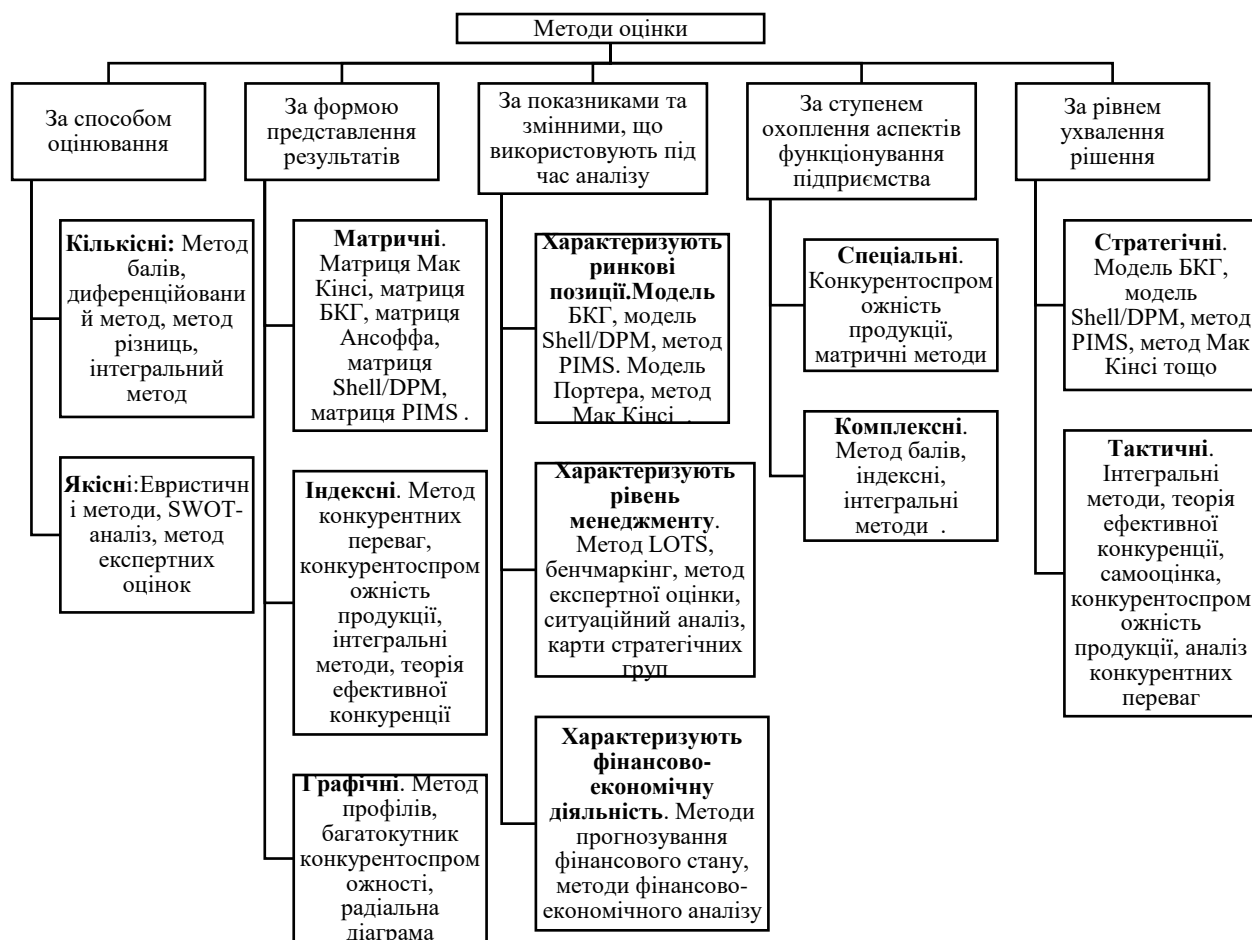 Методи оцінки
За способом
оцінювання
За формою
представлення
результатів
За показниками та
змінними, що
використовують під
час аналізу
За ступенем
охоплення аспектів
функціонування
підприємства
За рівнем
ухвалення
рішення
Кількісні: Метод
балів,
диференційовани
й метод, метод
різниць,
інтегральний
метод
Якісні:Евристичн
і методи, SWOT-
аналіз, метод
експертних
оцінок
Матричні.
Матриця Мак
Кінсі, матриця
БКГ, матриця
Ансоффа,
матриця
Shell/DPM,
матриця PIMS .
Індексні. Метод
конкурентних
переваг,
конкурентоспром
ожність
продукції,
інтегральні
методи, теорія
ефективної
конкуренції
Графічні. Метод
профілів,
багатокутник
конкурентоспром
ожності,
радіальна
діаграма
Характеризують
ринкові
позиції.Модель
БКГ, модель
Shell/DPM, метод
PIMS. Модель
Портера, метод
Мак Кінсі .
Характеризують
рівень
менеджменту.
Метод LOTS,
бенчмаркінг, метод
експертної оцінки,
ситуаційний аналіз,
карти стратегічних
груп
Характеризують
фінансово-
економічну
діяльність. Методи
прогнозування
фінансового стану,
методи фінансово-
економічного аналізу
Спеціальні.
Конкурентоспром
ожність
продукції,
матричні методи
Комплексні.
Метод балів,
індексні,
інтегральні
методи .
Стратегічні.
Модель БКГ,
модель
Shell/DPM, метод
PIMS, метод Мак
Кінсі тощо
Тактичні.
Інтегральні
методи, теорія
ефективної
конкуренції,
самооцінка,
конкурентоспром
ожність
продукції, аналіз
конкурентних
переваг